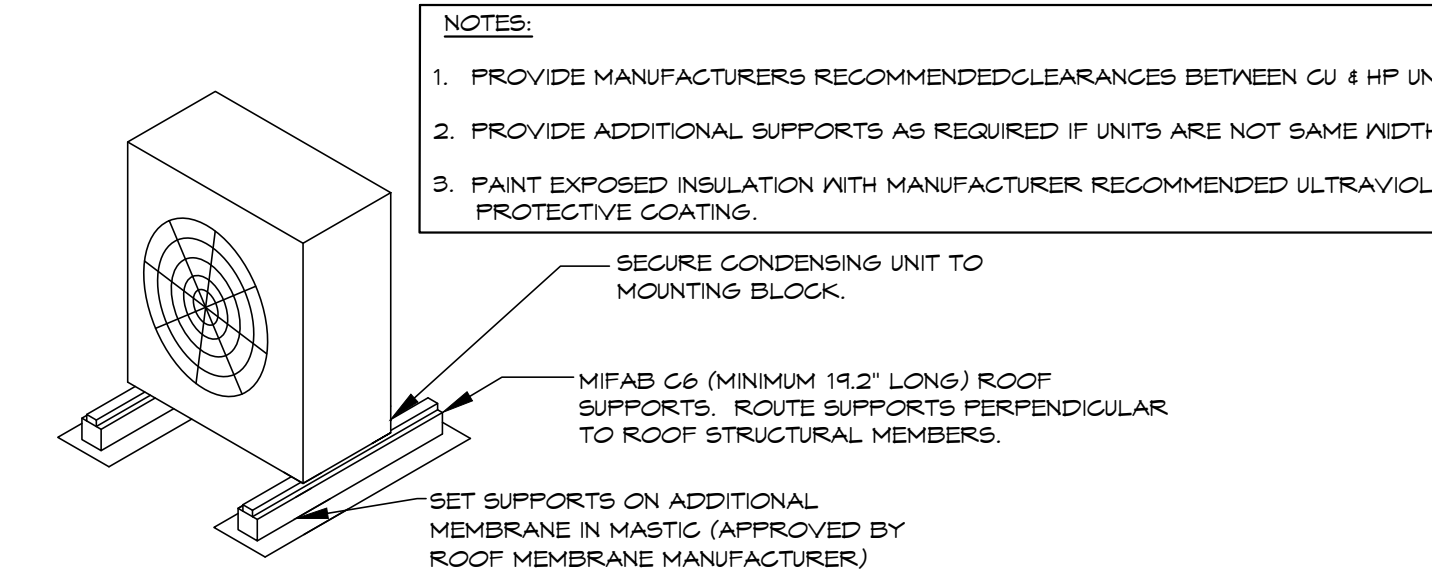 NOTES:
1. PROVIDE MANUFACTURERS RECOMMENDEDCLEARANCES BETWEEN CU & HP
2. PROVIDE ADDITIONAL SUPPORTS AS REQUIRED IF UNITS ARE NOT SAME WIDTH
3. PAINT EXPOSED INSULATION WITH MANUFACTURER RECOMMENDED
PROTECTIVE COATING.
SECURE CONDENSING UNIT TO
MOUNTING BLOCK.
MIFAB C6 (MINIMUM 19.2" LONG) ROOF
SUPPORTS. ROUTE SUPPORTS PERPENDICULAR
TO ROOF STRUCTURAL MEMBERS.
SET SUPPORTS ON ADDITIONAL
MEMBRANE IN MASTIC (APPROVED BY
ROOF MEMBRANE MANUFACTURER)